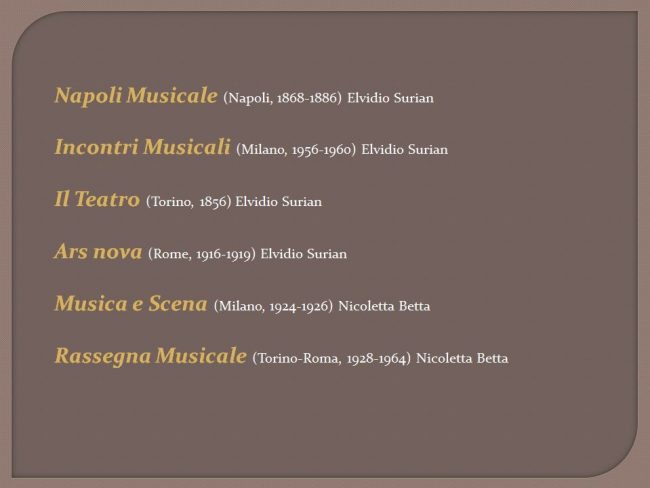 Napoli Musicale (Napoli, 1868-1886) Elvidio Surian
Incontri Musicali (Milano, 1956-1960) Elvidio Surian
Il Teatro (Torino, 1856) Elvidio Surian
Ars nova (Rome, 1916-1919) Elvidio Surian
Musica e Scena (Milano, 1924-1926) Nicoletta Betta
Rassegna Musicale (Torino-Roma, 1928-1964) Nicoletta Betta